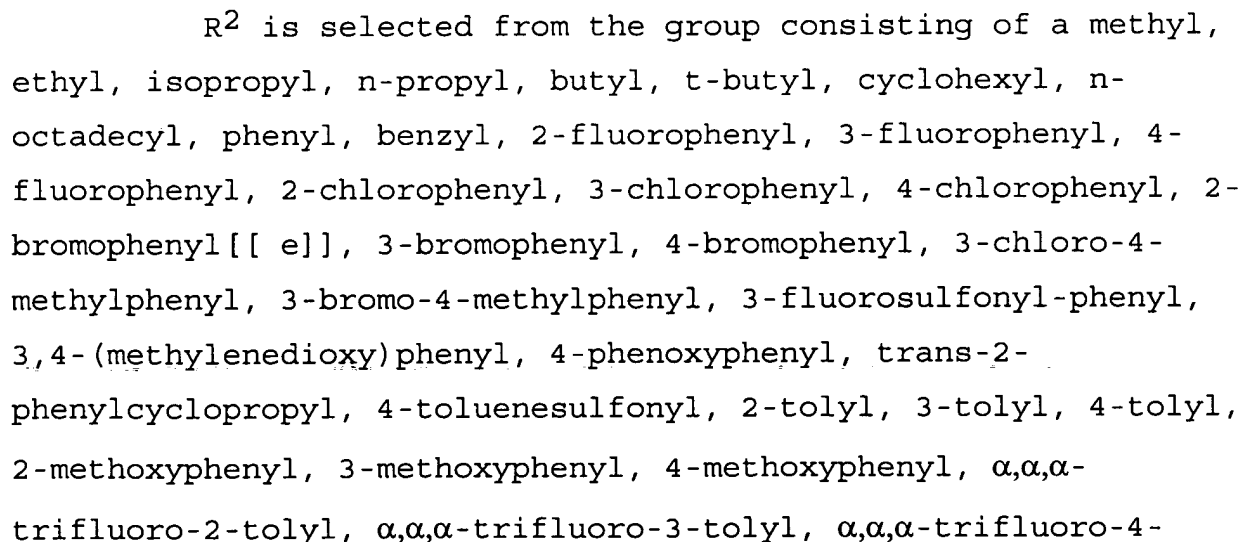 R2 is selected from the group consisting of a methyl,
ethyl, isopropyl, n-propyl, butyl, t-butyl, cyclohexyl, n-
octadecyl, phenyl, benzyl, 2-fluorophenyl, 3-fluorophenyl, 4-
fluorophenyl, 2-chlorophenyl, 3-chlorophenyl, 4-chlorophenyl, 2-
bromophenyl[[ e]], 3-bromophenyl, 4-bromophenyl, 3-chloro-4-
methylphenyl, 3-bromo-4-methylphenyl, 3-fluorosulfonyl-phenyl,
3,4-(methylenedioxy)phenyl, 4-phenoxyphenyl, trans-2-
phenylcyclopropyl, 4-toluenesulfonyl, 2-tolyl, 3-tolyl, 4-tolyl,
2-methoxyphenyl, 3-methoxyphenyl, 4-methoxyphenyl, α,α,α-
trifluoro-2-tolyl, α,α,α-trifluoro-3-tolyl, α,α,α-trifluoro-4-